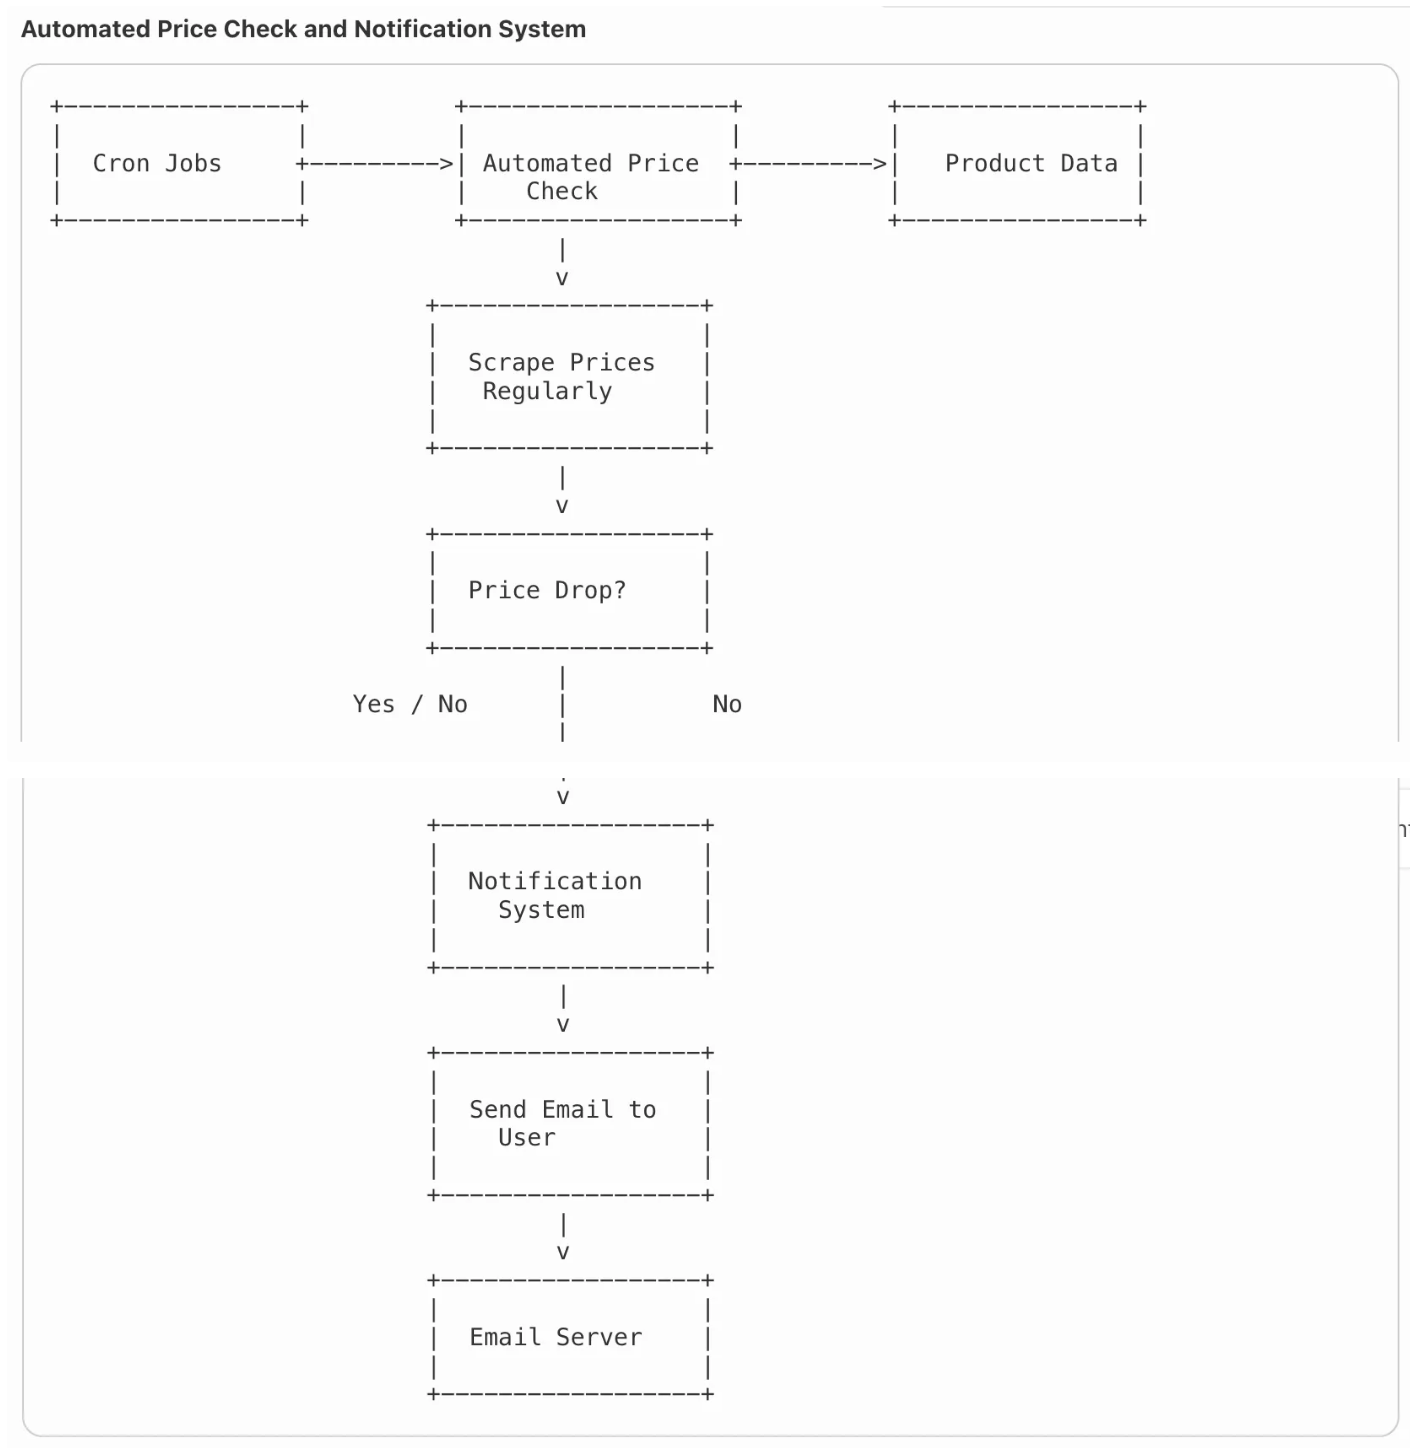 Automated Price Check and Notification System
Cron Jobs
Automated Price
Check
Product Data
Scrape Prices
Regularly
Price Drop?
Yes / No
No
Notification
System
Send Email to
User
Email Server